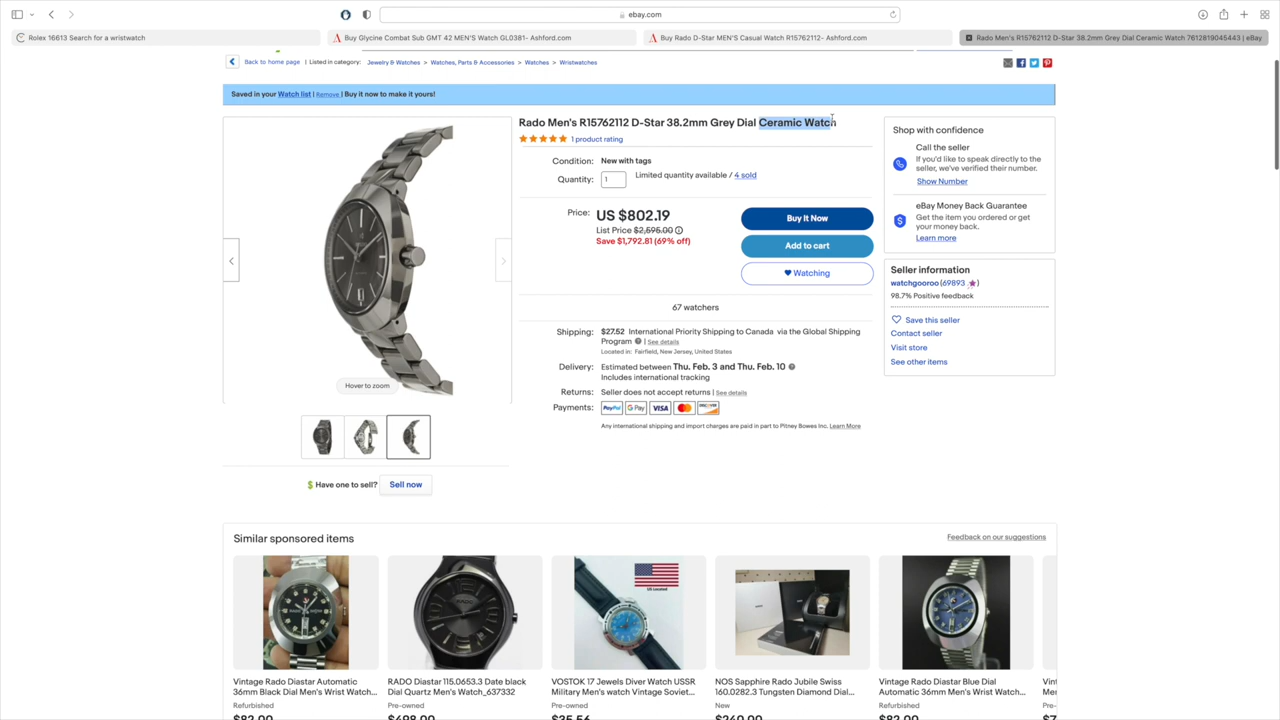 ebay.com
Rolex 16613 Search for a wristwatch
Buy Glycine Combat Sub GMT 42 MEN'S Watch GL0381- Ashford.com
Buy Rado D-Star MEN'S Casual Watch R15762112- Ashford.com
Rado Men's R15762112 D-Star 38.2mm Grey Dial Ceramic Watch 7612819045443 | eBay
Back to home page | Listed in category: Jewelry & Watches > Watches, Parts & Accessories > Watches > Wristwatches
Saved in your Watch list | Remove | Buy it now to make it yours!
Rado Men's R15762112 D-Star 38.2mm Grey Dial Ceramic Watch
1 product rating
Condition: New with tags
Quantity: 1 Limited quantity available / 4 sold
Price: US $802.19
List Price $2,595.00
Save $1,792.81 (69% off)
Buy It Now
Add to cart
Watching
67 watchers
Shipping: $27.52 International Priority Shipping to Canada via the Global Shipping
Program | See details
Located in: Fairfield, New Jersey, United States
Delivery: Estimated between Thu. Feb. 3 and Thu. Feb. 10
Includes international tracking
Returns: Seller does not accept returns | See details
Payments: PayPal G Pay VISA DISCOVER
Any international shipping and import charges are paid in part to Pitney Bowes Inc. Learn More
Shop with confidence
Call the seller
If you'd like to speak directly to the
seller, we've verified their number.
Show Number
eBay Money Back Guarantee
Get the item you ordered or get
your money back.
Learn more
Seller information
watchgooroo (69893)
98.7% Positive feedback
Save this seller
Contact seller
Visit store
See other items
Hover to zoom
Have one to sell? Sell now
Similar sponsored items
Feedback on our suggestions
US Located
Vintage Rado Diastar Automatic
36mm Black Dial Men's Wrist Watch...
Refurbished
$82.00
RADO Diastar 115.0653.3 Date black
Dial Quartz Men's Watch_637332
Pre-owned
$498.00
VOSTOK 17 Jewels Diver Watch USSR
Military Men's watch Vintage Soviet...
Pre-owned
$35.56
NOS Sapphire Rado Jubile Swiss
160.0282.3 Tungsten Diamond Dial...
New
$240.00
Vintage Rado Diastar Blue Dial
Automatic 36mm Men's Wrist Watch...
Refurbished
$82.00